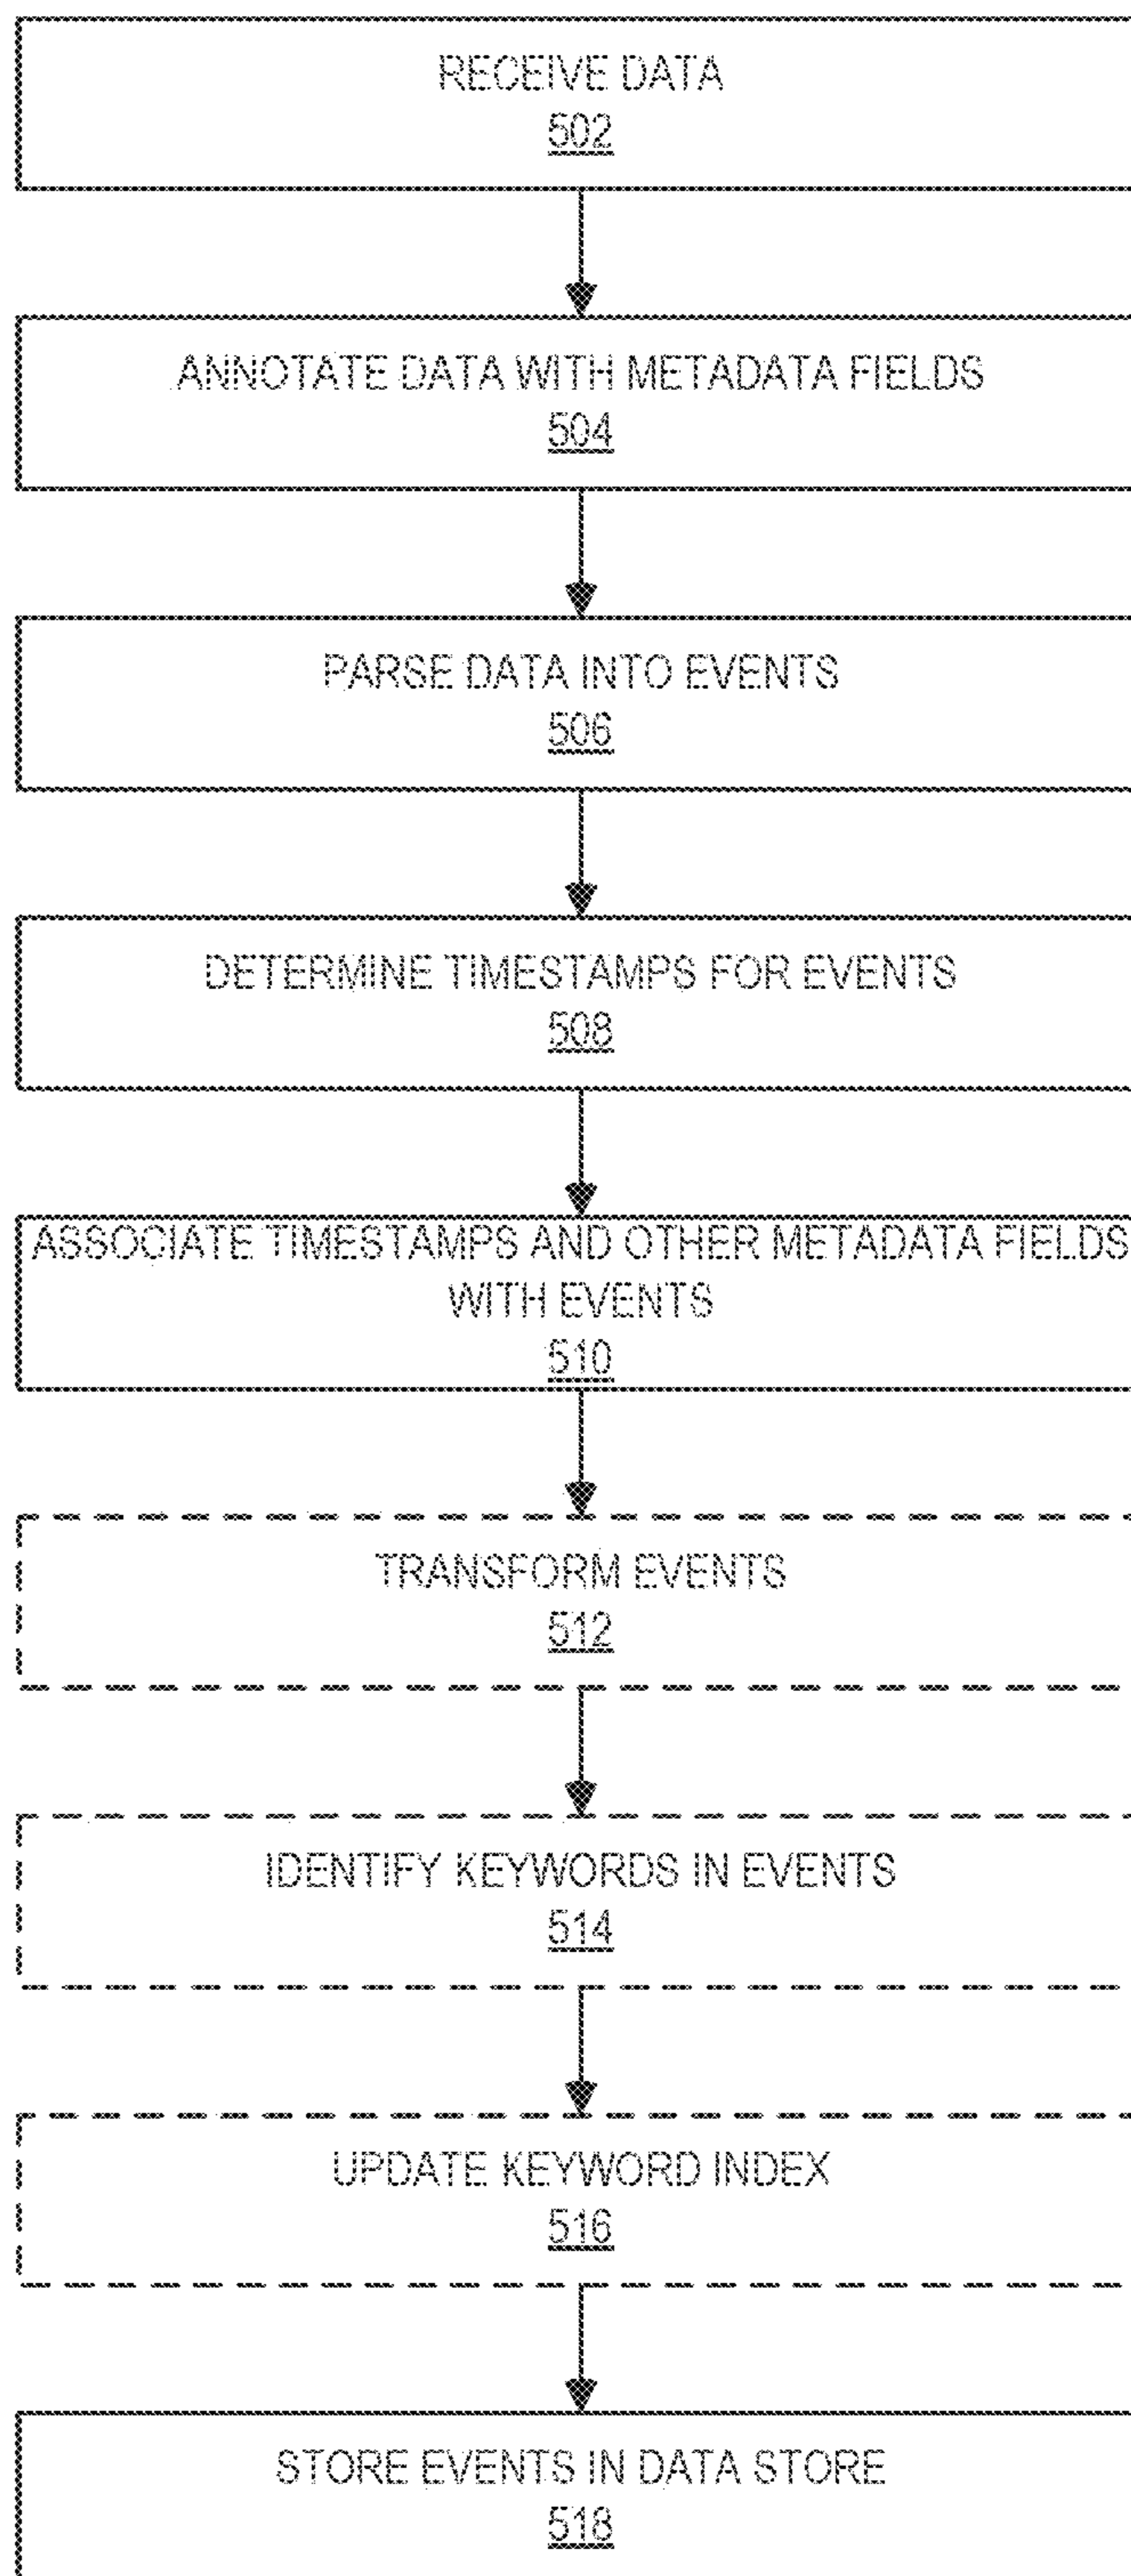 RECEIVE DATA
502
ANNOTATE DATA WITH METADATA FIELDS
504
PARSE DATA INTO EVENTS
506
DETERMINE TIMESTAMPS FOR EVENTS
508
ASSOCIATE TIMESTAMPS AND OTHER METADATA FIELDS
WITH EVENTS
510
TRANSFORM EVENTS
512
IDENTIFY KEYWORDS IN EVENTS
514
UPDATE KEYWORD INDEX
516
STORE EVENTS IN DATA STORE
518